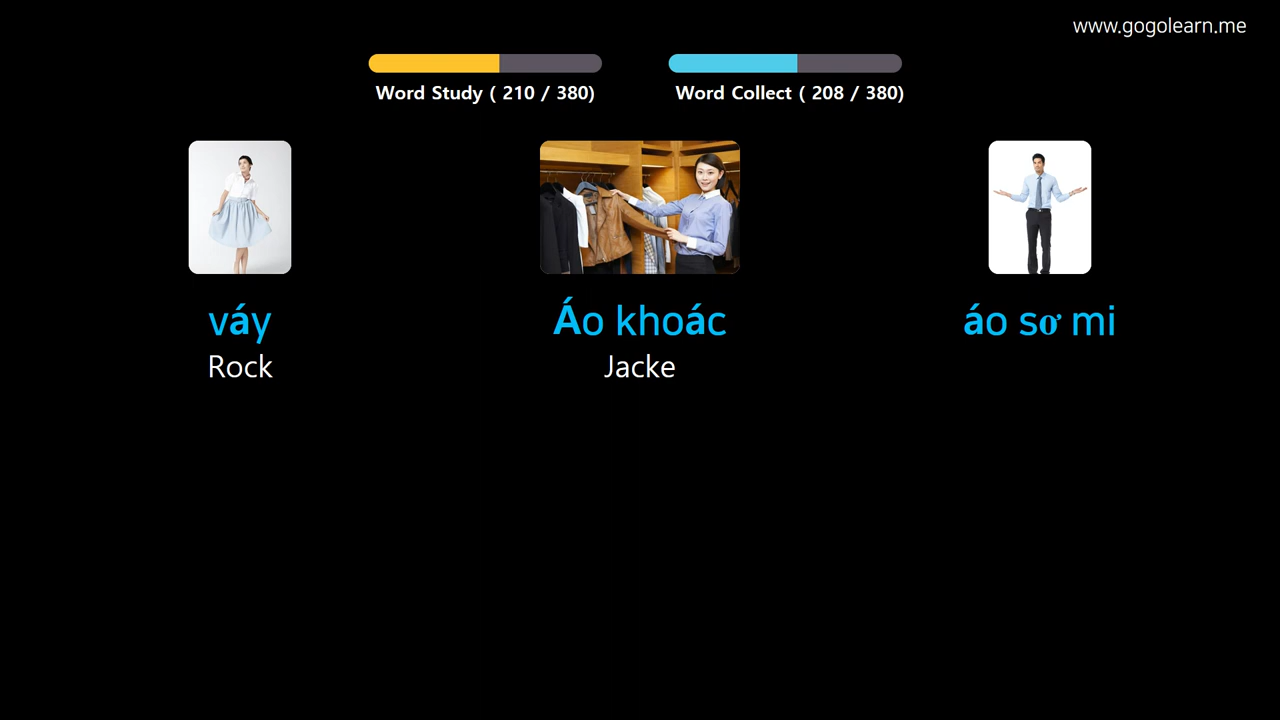 www.gogolearn.me
Word Study ( 210 / 380)
Word Collect ( 208 / 380)
váy
Rock
Áo khoác
Jacke
áo sơ mi